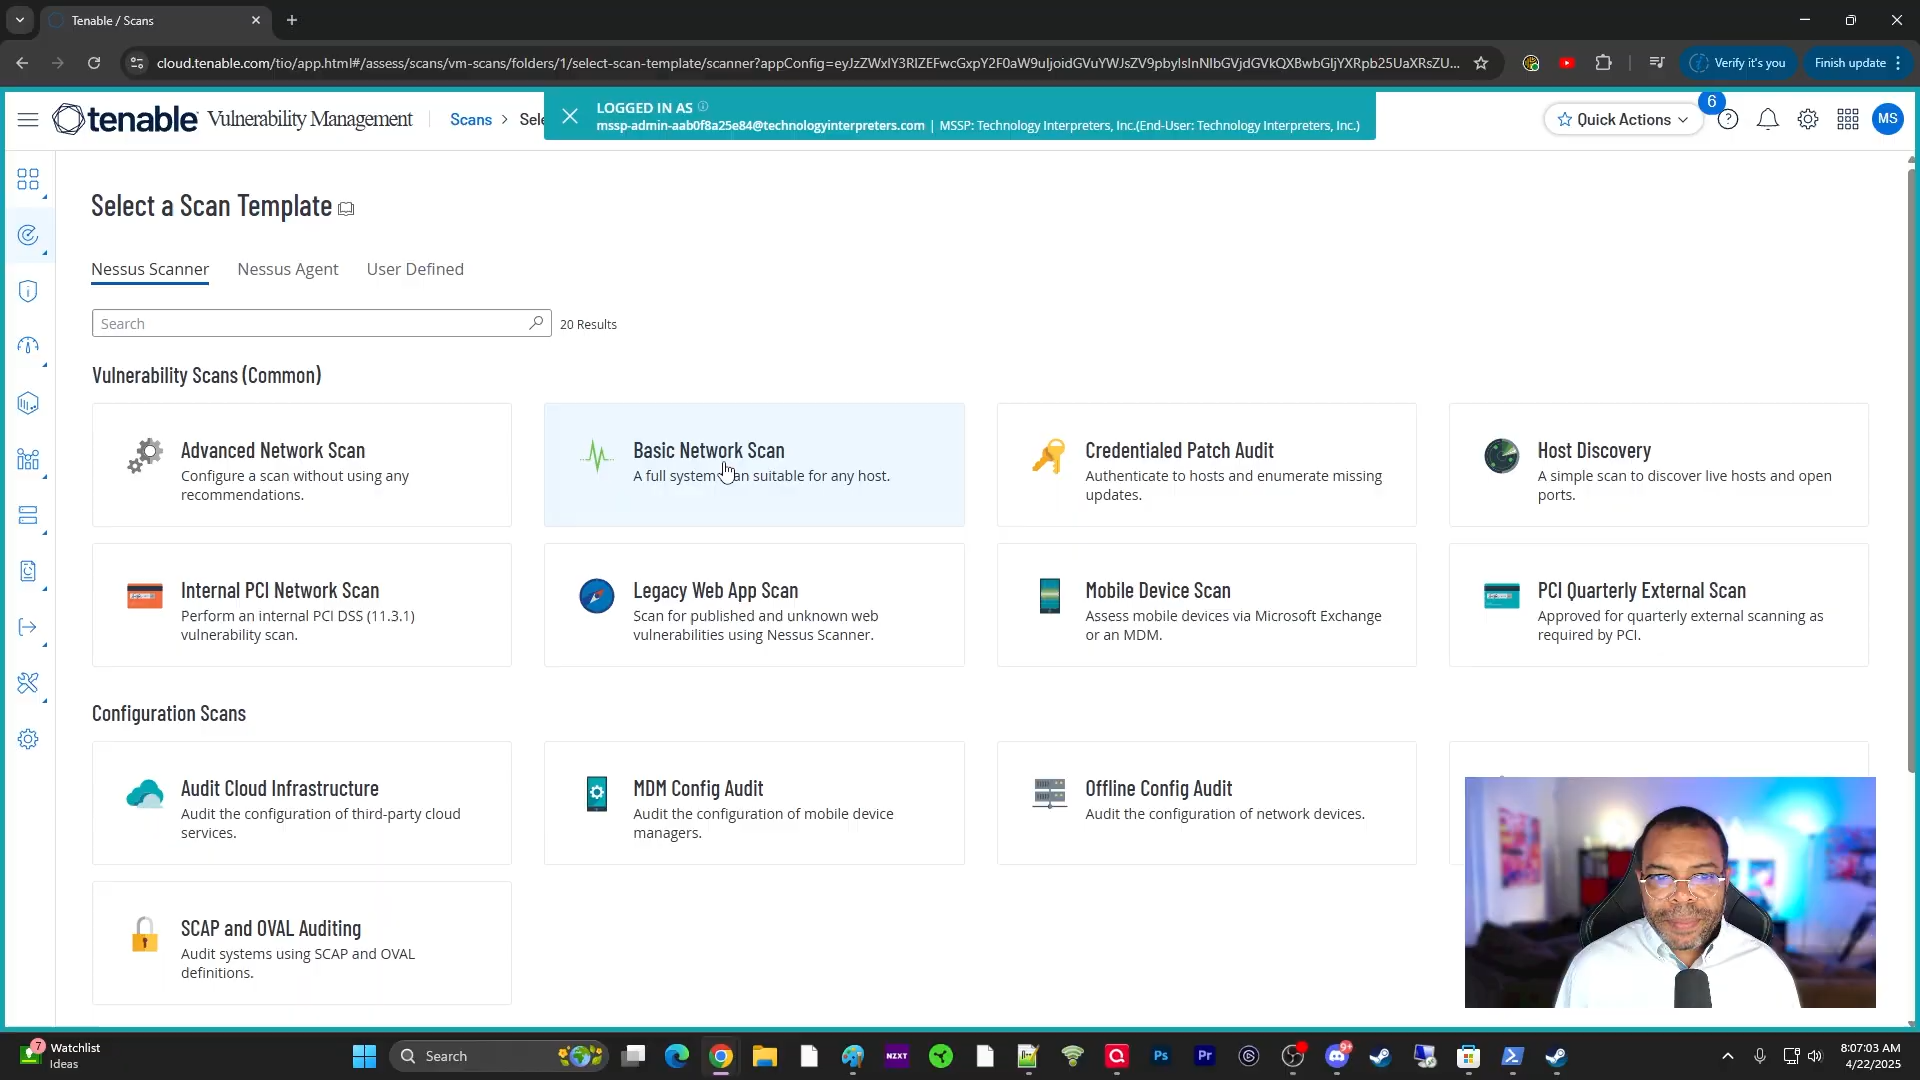 Tenable / Scans
cloud.tenable.com/tio/app.html#/assess/scans/vm-scans/folders/1/select-scan-template/scanner?appConfig=
Verify it's you
Finish update
tenable Vulnerability Management
Scans > Sele
LOGGED IN AS
mssp-admin-aab0f8a25e84@technologyinterpreters.com | MSSP: Technology Interpreters, Inc.(End-User: Technology Interpreters, Inc.)
Quick Actions
6
MS
Select a Scan Template
Nessus Scanner
Nessus Agent
User Defined
Search
20 Results
Vulnerability Scans (Common)
Advanced Network Scan
Configure a scan without using any
recommendations.
Basic Network Scan
A full system an suitable for any host.
Credentialed Patch Audit
Authenticate to hosts and enumerate missing
updates.
Host Discovery
A simple scan to discover live hosts and open
ports.
Internal PCI Network Scan
Perform an internal PCI DSS (11.3.1)
vulnerability scan.
Legacy Web App Scan
Scan for published and unknown web
vulnerabilities using Nessus Scanner.
Mobile Device Scan
Assess mobile devices via Microsoft Exchange
or an MDM.
PCI Quarterly External Scan
Approved for quarterly external scanning as
required by PCI.
Configuration Scans
Audit Cloud Infrastructure
Audit the configuration of third-party cloud
services.
MDM Config Audit
Audit the configuration of mobile device
managers.
Offline Config Audit
Audit the configuration of network devices.
SCAP and OVAL Auditing
Audit systems using SCAP and OVAL
definitions.
7
Watchlist
Ideas
Search
NZXT
Ps
Pr
9+
8:07:03 AM
4/22/2025